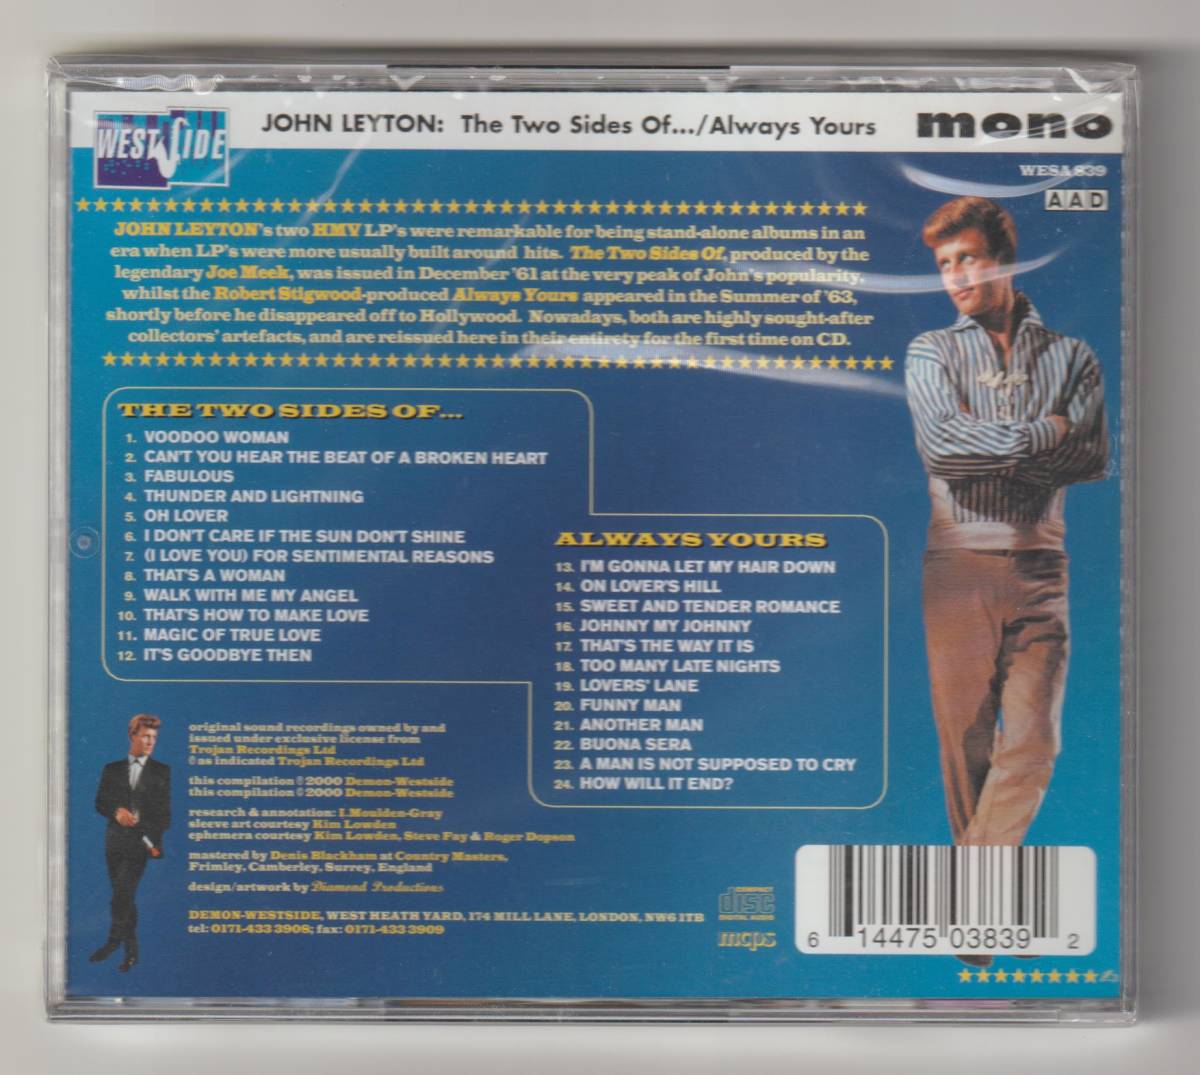 WESTSIDE
JOHN LEYTON: The Two Sides Of.../Always Yours
mono
WESA 839
AAD
JOHN LEYTON's two HMV LP's were remarkable for being stand-alone albums in an
era when LP's were more usually built around hits. The Two Sides Of, produced by the
legendary Joe Meek, was issued in December '61 at the very peak of John's popularity,
whilst the Robert Stigwood-produced Always Yours appeared in the Summer of '63,
shortly before he disappeared off to Hollywood. Nowadays, both are highly sought-after
collectors' artefacts, and are reissued here in their entirety for the first time on CD.
THE TWO SIDES OF...
1. VOODOO WOMAN
2. CAN'T YOU HEAR THE BEAT OF A BROKEN HEART
3. FABULOUS
4. THUNDER AND LIGHTNING
5. OH LOVER
6. I DON'T CARE IF THE SUN DON'T SHINE
7. (I LOVE YOU) FOR SENTIMENTAL REASONS
8. THAT'S A WOMAN
9. WALK WITH ME MY ANGEL
10. THAT'S HOW TO MAKE LOVE
11. MAGIC OF TRUE LOVE
12. IT'S GOODBYE THEN
ALWAYS YOURS
13. I'M GONNA LET MY HAIR DOWN
14. ON LOVER'S HILL
15. SWEET AND TENDER ROMANCE
16. JOHNNY MY JOHNNY
17. THAT'S THE WAY IT IS
18. TOO MANY LATE NIGHTS
19. LOVERS' LANE
20. FUNNY MAN
21. ANOTHER MAN
22. BUONA SERA
23. A MAN IS NOT SUPPOSED TO CRY
24. HOW WILL IT END?
original sound recordings owned by and
issued under exclusive license from
Trojan Recordings Ltd
℗ as indicated Trojan Recordings Ltd
this compilation ℗ 2000 Demon-Westside
this compilation © 2000 Demon-Westside
research & annotation: I.Moulden-Gray
sleeve art courtesy Kim Lowden
ephemera courtesy Kim Lowden, Steve Fay & Roger Dopson
mastered by Denis Blackham at Country Masters,
Frimley, Camberley, Surrey, England
design/artwork by Diamond Productions
DEMON-WESTSIDE, WEST HEATH YARD, 174 MILL LANE, LONDON, NW6 1TB
tel: 0171-433 3908; fax: 0171-433 3909
COMPACT
disc
DIGITAL AUDIO
mcps
6 14475 03839 2